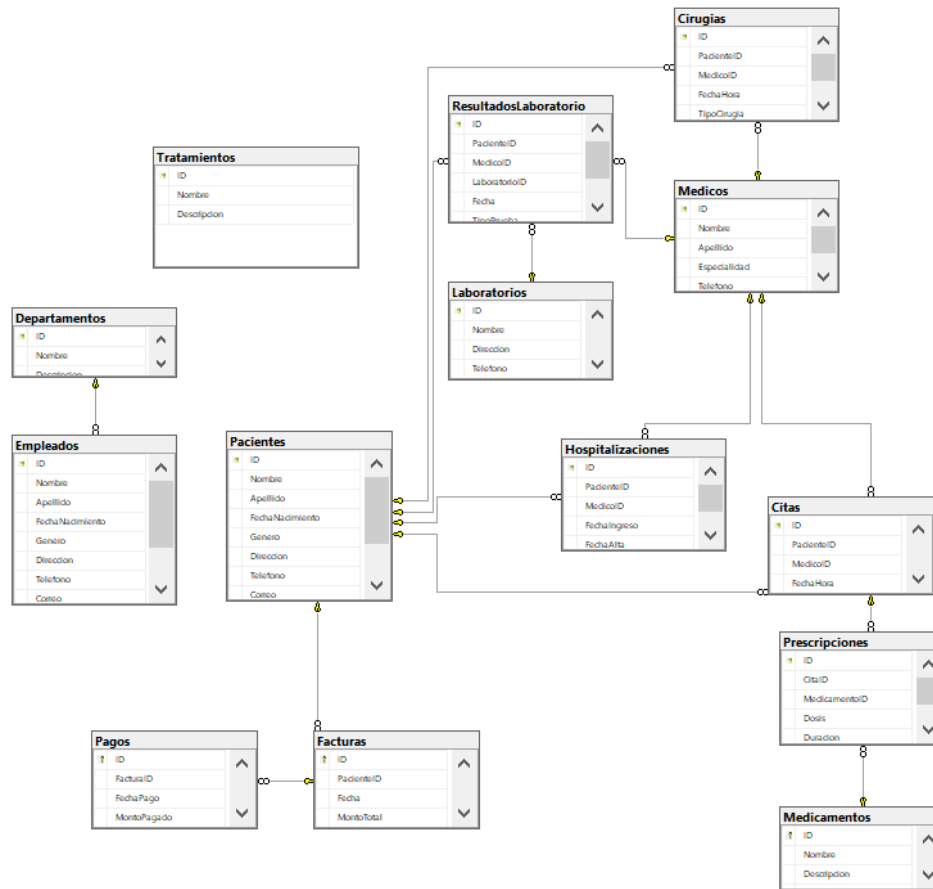 Cirugias
ID
PacienteID
MedicoID
FechaHora
TipoCirugia
ResultadosLaboratorio
ID
PacienteID
MedicoID
LaboratorioID
Fecha
TipoPrueba
Tratamientos
ID
Nombre
Descripcion
Medicos
ID
Nombre
Apellido
Especialidad
Telefono
Laboratorios
ID
Nombre
Direccion
Telefono
Departamentos
ID
Nombre
Descripcion
Empleados
ID
Nombre
Apellido
FechaNacimiento
Genero
Direccion
Telefono
Correo
Pacientes
ID
Nombre
Apellido
FechaNacimiento
Genero
Direccion
Telefono
Correo
Hospitalizaciones
ID
PacienteID
MedicoID
FechaIngreso
FechaAlta
Citas
ID
PacienteID
MedicoID
FechaHora
Prescripciones
ID
CitaID
MedicamentoID
Dosis
Duracion
Pagos
ID
FacturaID
FechaPago
MontoPagado
Facturas
ID
PacienteID
Fecha
MontoTotal
Medicamentos
ID
Nombre
Descripcion